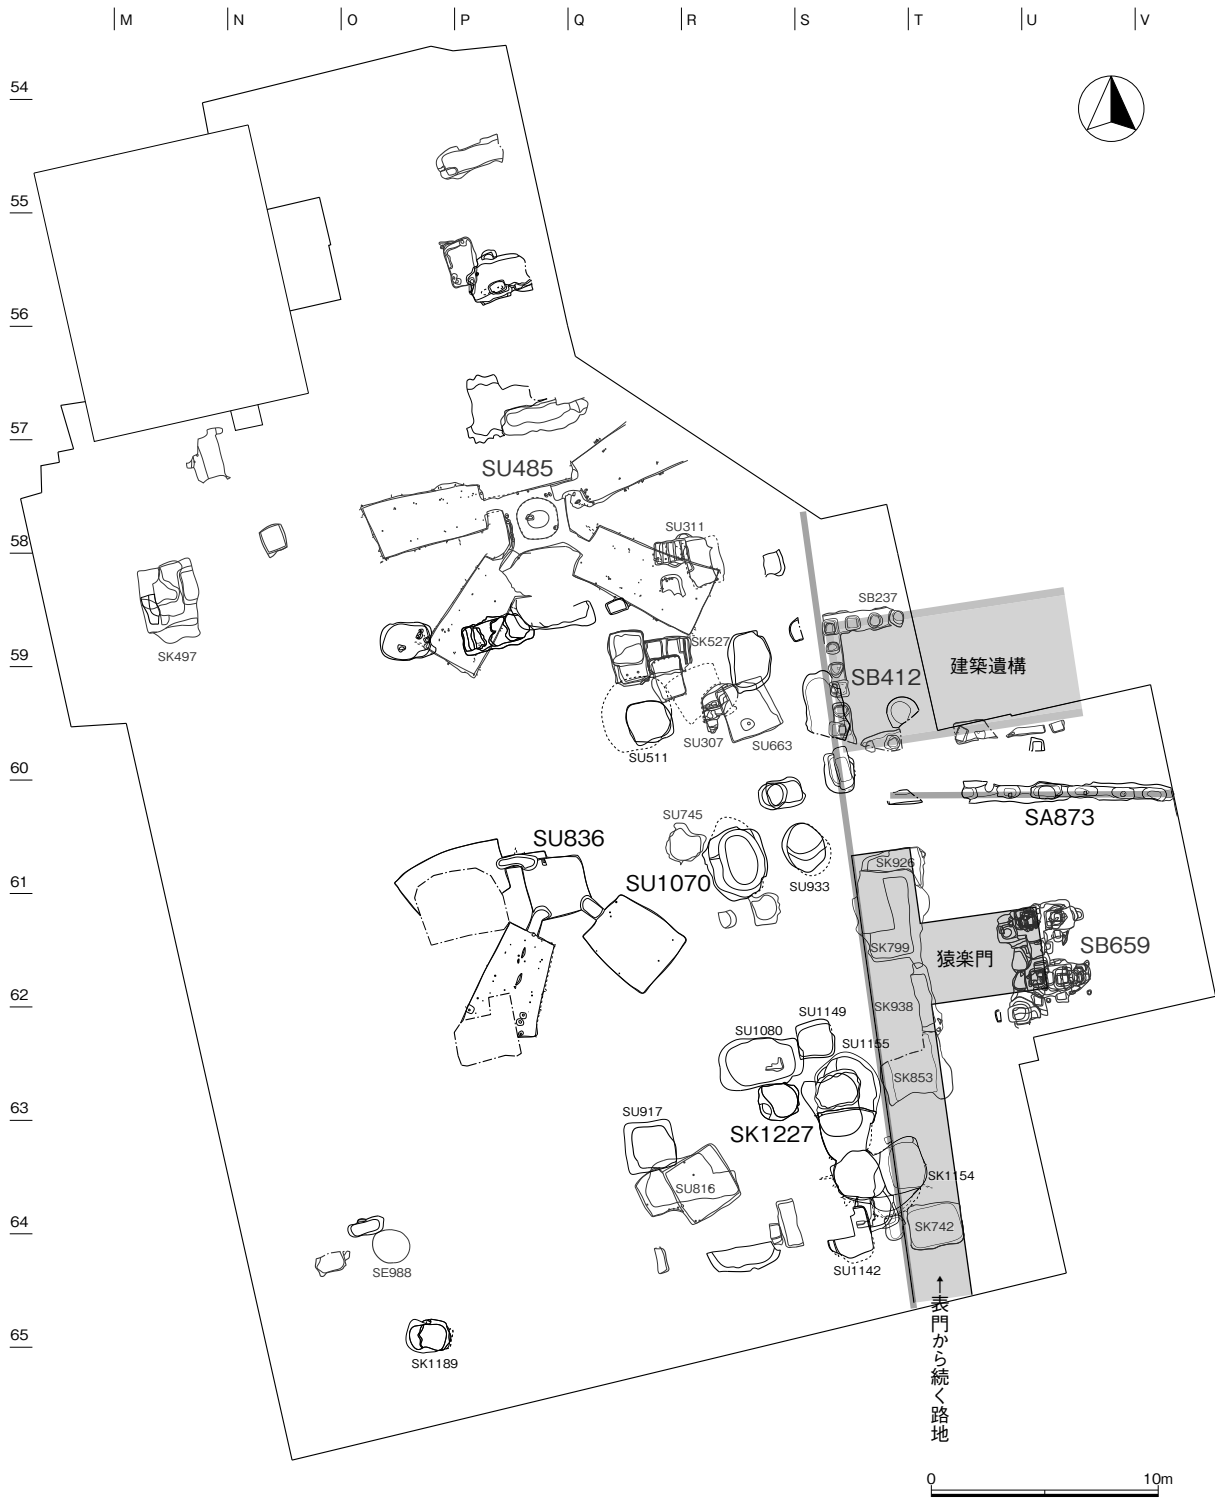 M N O P Q R S T U V
54
55
56
57
SU485
SU311
58
SB237
SK527
SK497
59
SB412
建築遺構
SU307
SU663
SU511
60
SU745
SA873
SU836
SK926
61
SU1070
SU933
SK799
猿楽門
SB659
62
SK938
SU1149
SU1080
SU1155
SK853
63
SU917
SK1227
SK1154
SU816
64
SK742
SE988
SU1142
←表門から続く路地
65
SK1189
0 10m